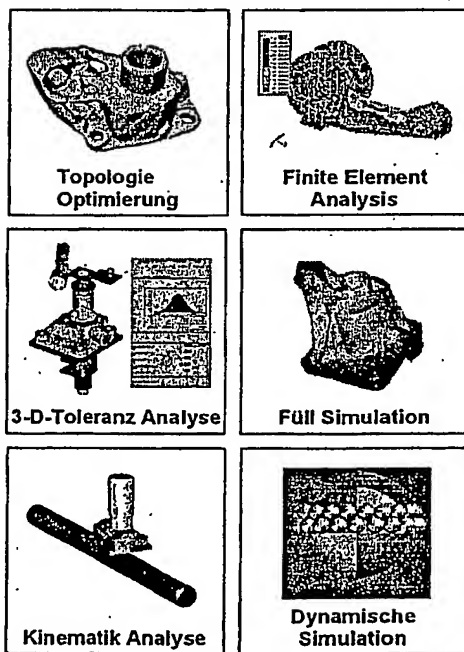 Topologie
Optimierung
Finite Element
Analysis
3-D-Toleranz Analyse
Füll Simulation
Kinematik Analyse
Dynamische
Simulation